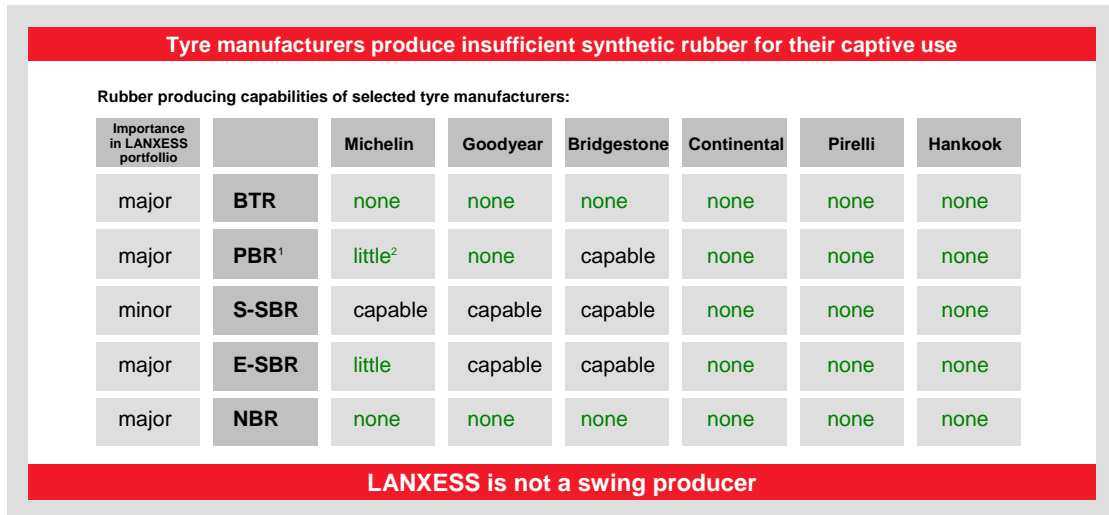 Tyre manufacturers produce insufficient synthetic rubber for their captive use
Rubber producing capabilities of selected tyre manufacturers:
Importance
in LANXESS
portfollio
Michelin Goodyear Bridgestone Continental Pirelli Hankook
major BTR none none none none none none
major PBR¹ little² none capable none none none
minor S-SBR capable capable capable none none none
major E-SBR little capable capable none none none
major NBR none none none none none none
LANXESS is not a swing producer